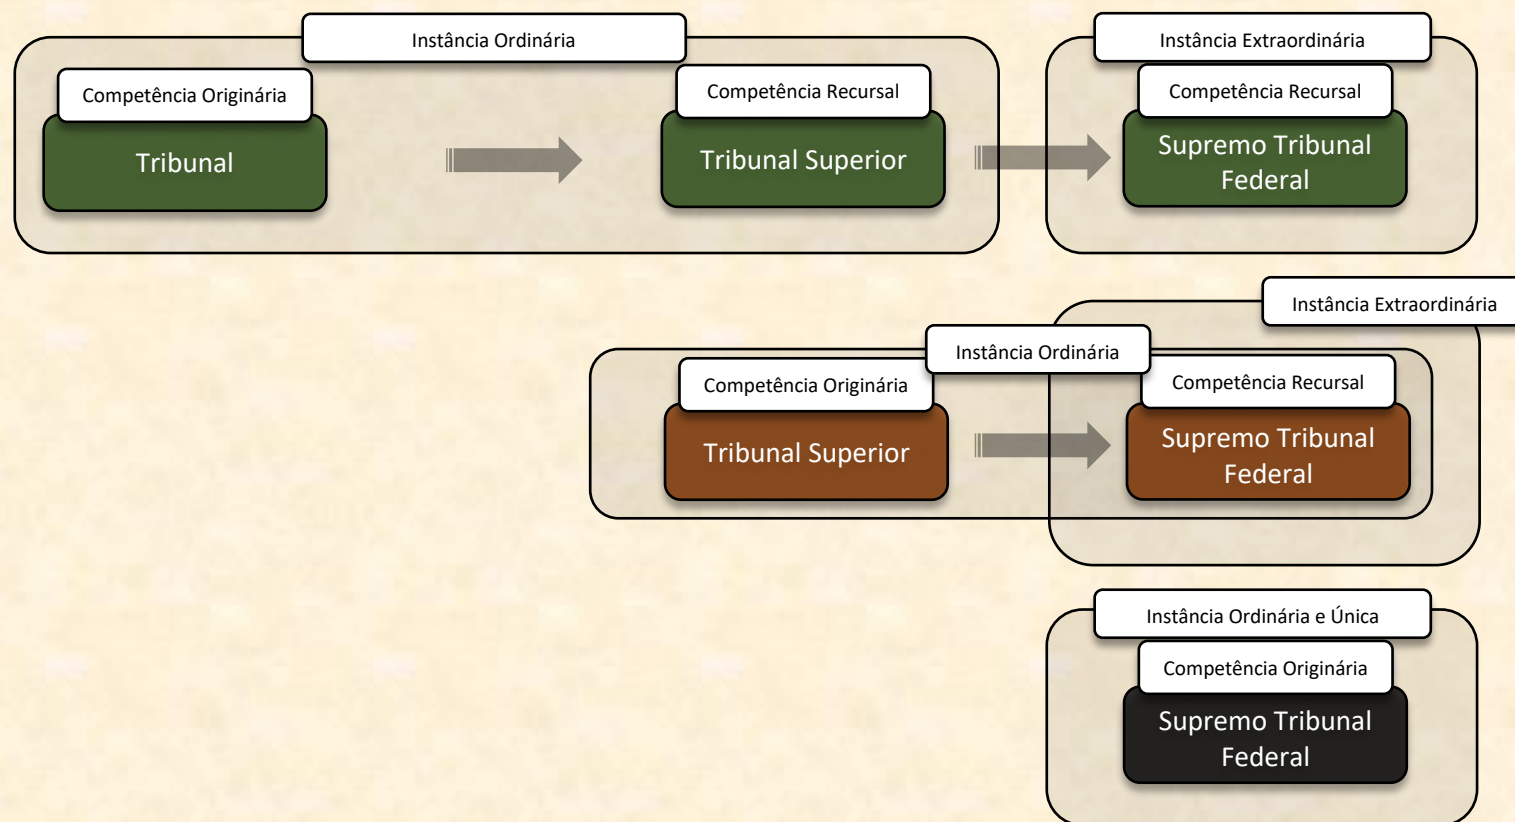 Instância Ordinária
Competência Originária
Tribunal
Competência Recursal
Tribunal Superior
Instância Extraordinária
Competência Recursal
Supremo Tribunal
Federal
Instância Ordinária
Competência Originária
Tribunal Superior
Instância Extraordinária
Competência Recursal
Supremo Tribunal
Federal
Instância Ordinária e Única
Competência Originária
Supremo Tribunal
Federal